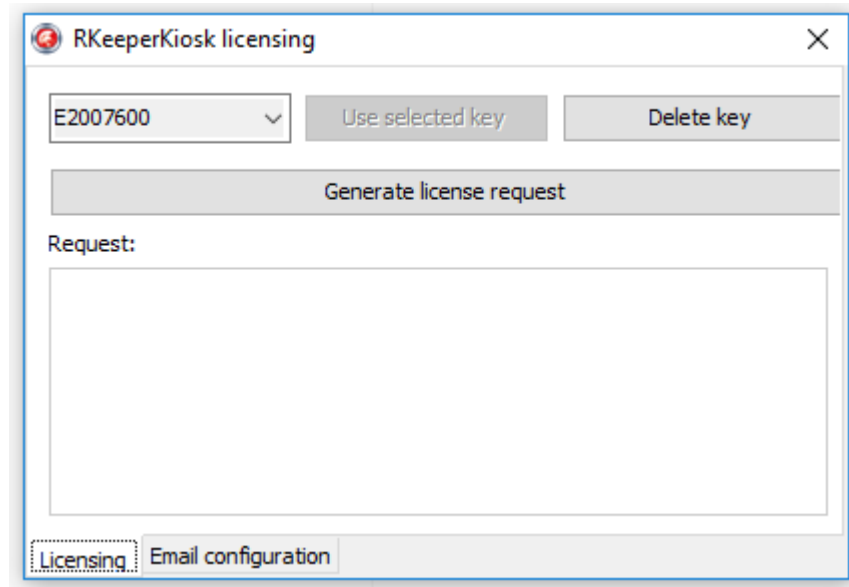 RKeeperKiosk licensing
E2007600 Use selected key Delete key
Generate license request
Request:
Licensing Email configuration